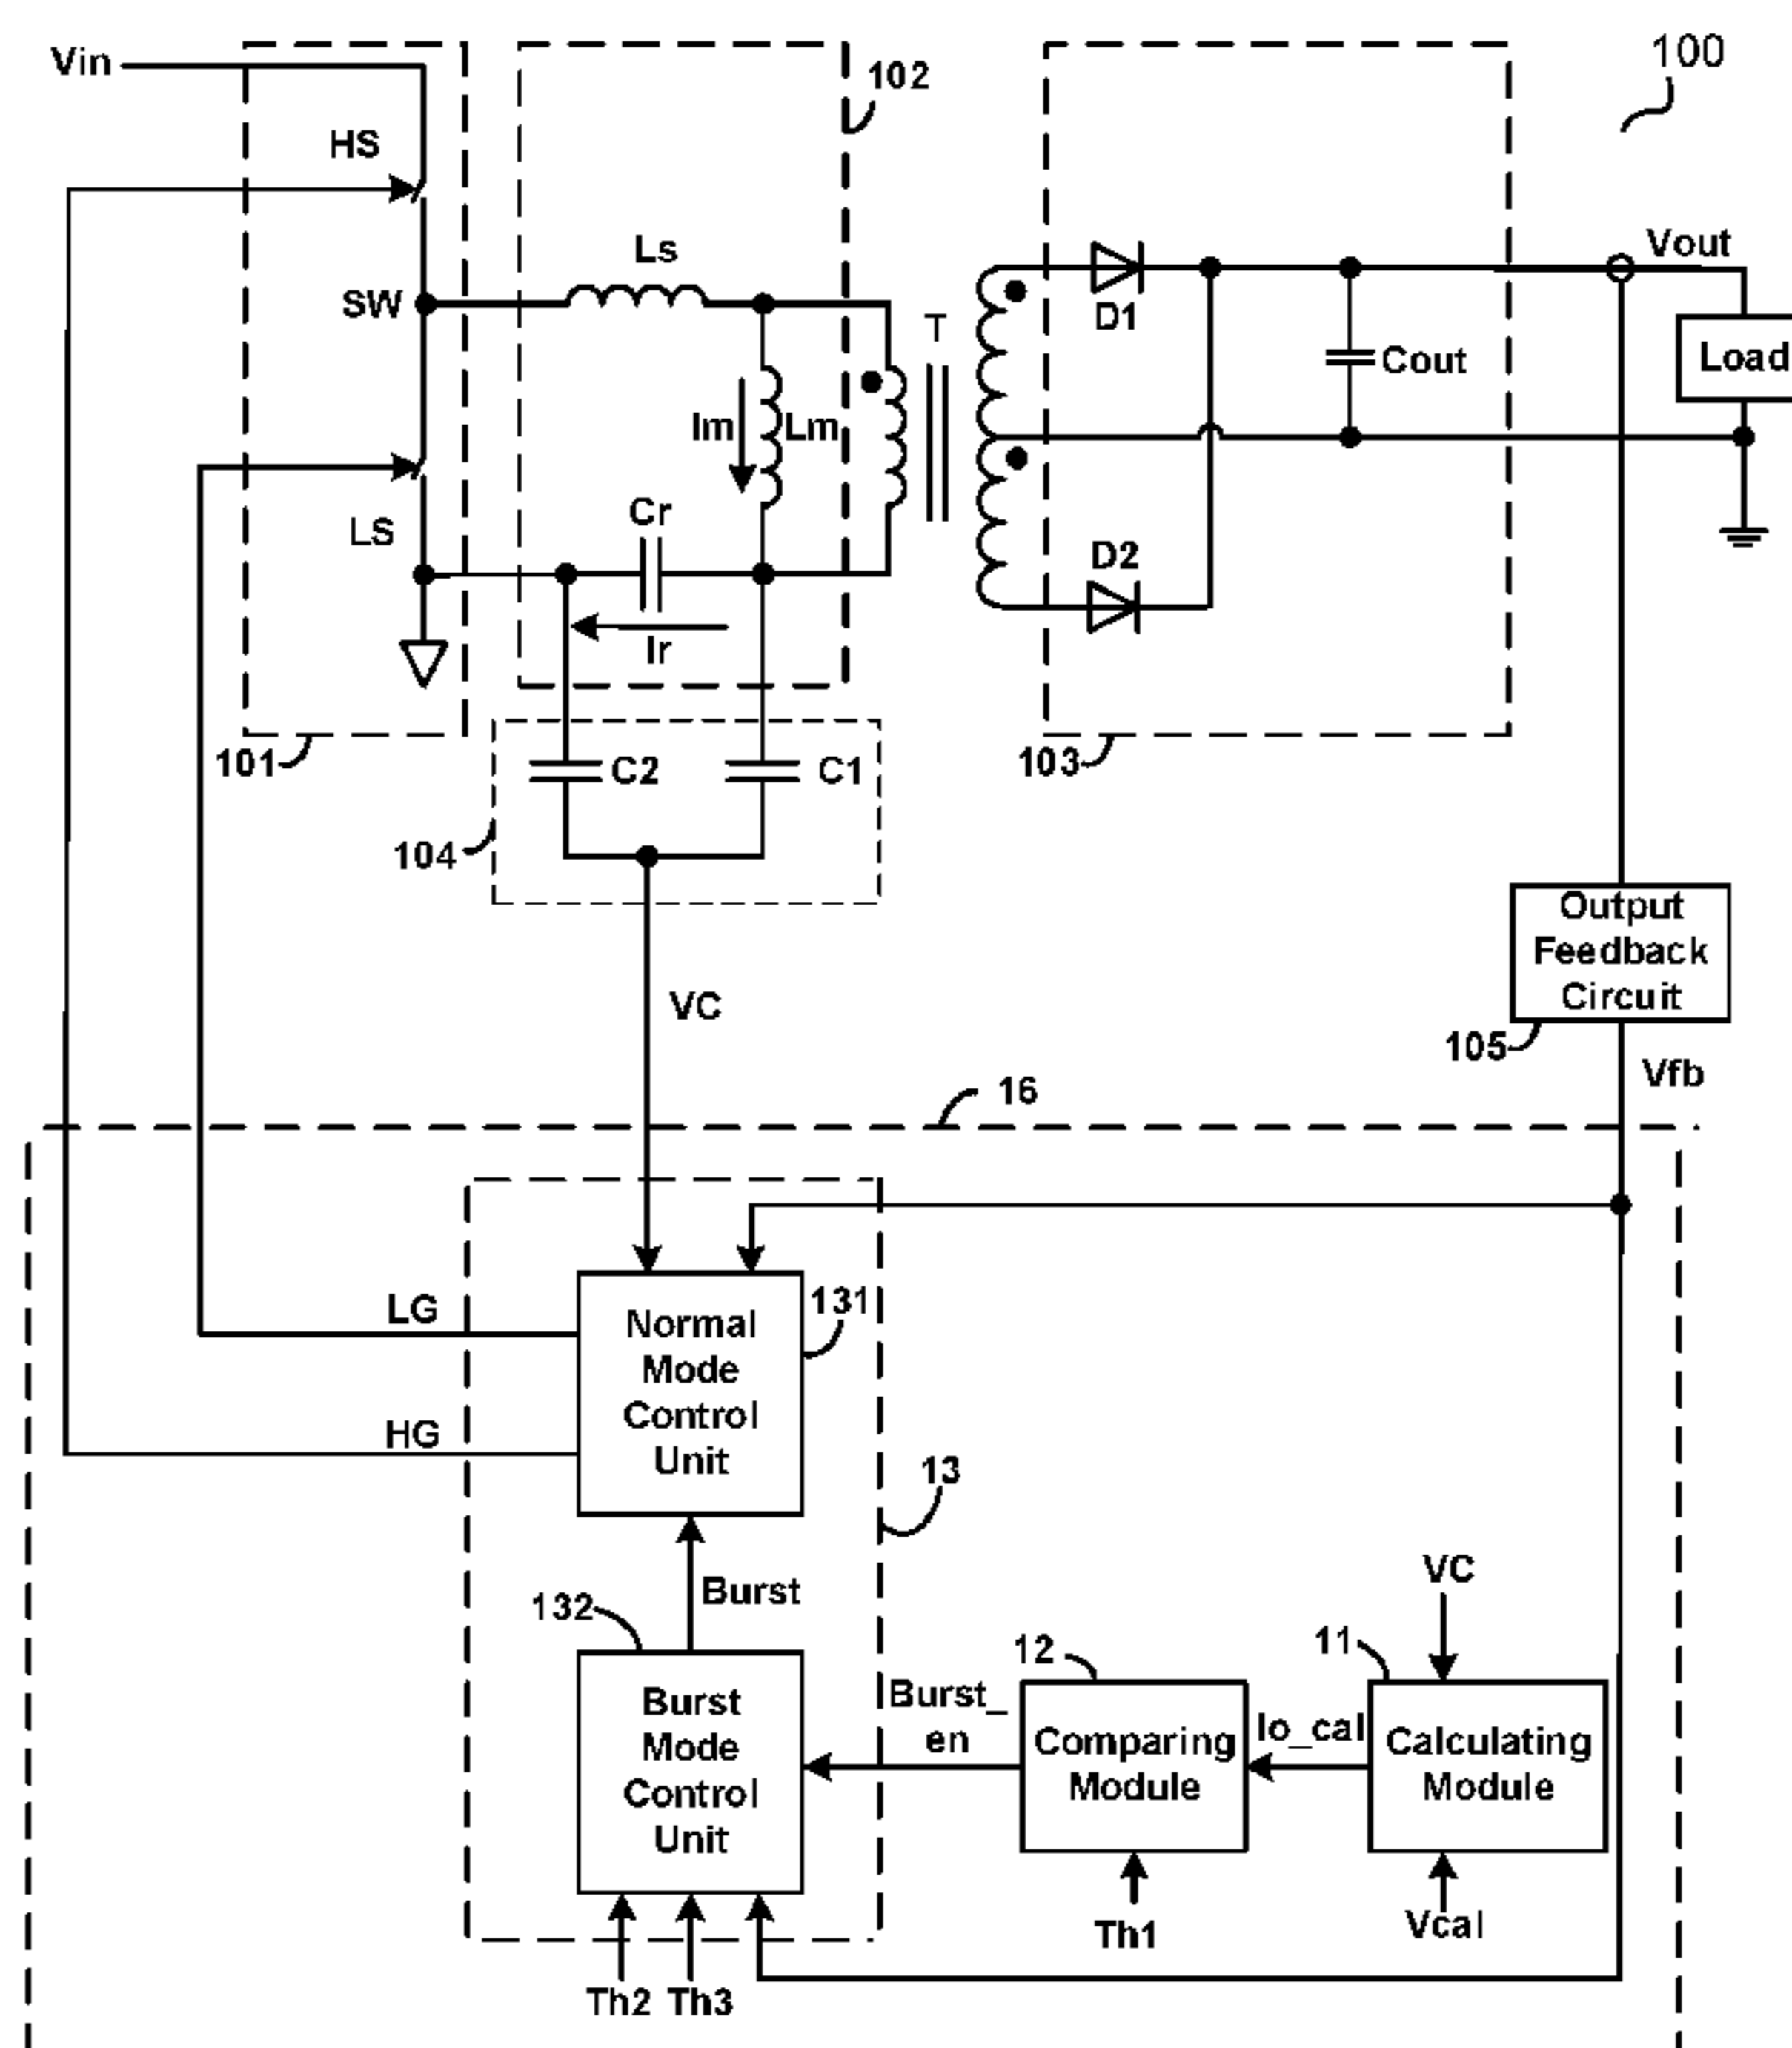 Vin
100
102
HS
Ls
Vout
SW
T
D1
Load
Cout
Im
Lm
Cr
LS
D2
Ir
101
C2
C1
103
104
Output
Feedback
Circuit
VC
105
Vfb
16
131
LG
Normal
Mode
Control
Unit
HG
13
VC
Burst
132
12
11
Burst_
en
Io_cal
Burst
Mode
Control
Unit
Comparing
Module
Calculating
Module
Th1
Vcal
Th2
Th3